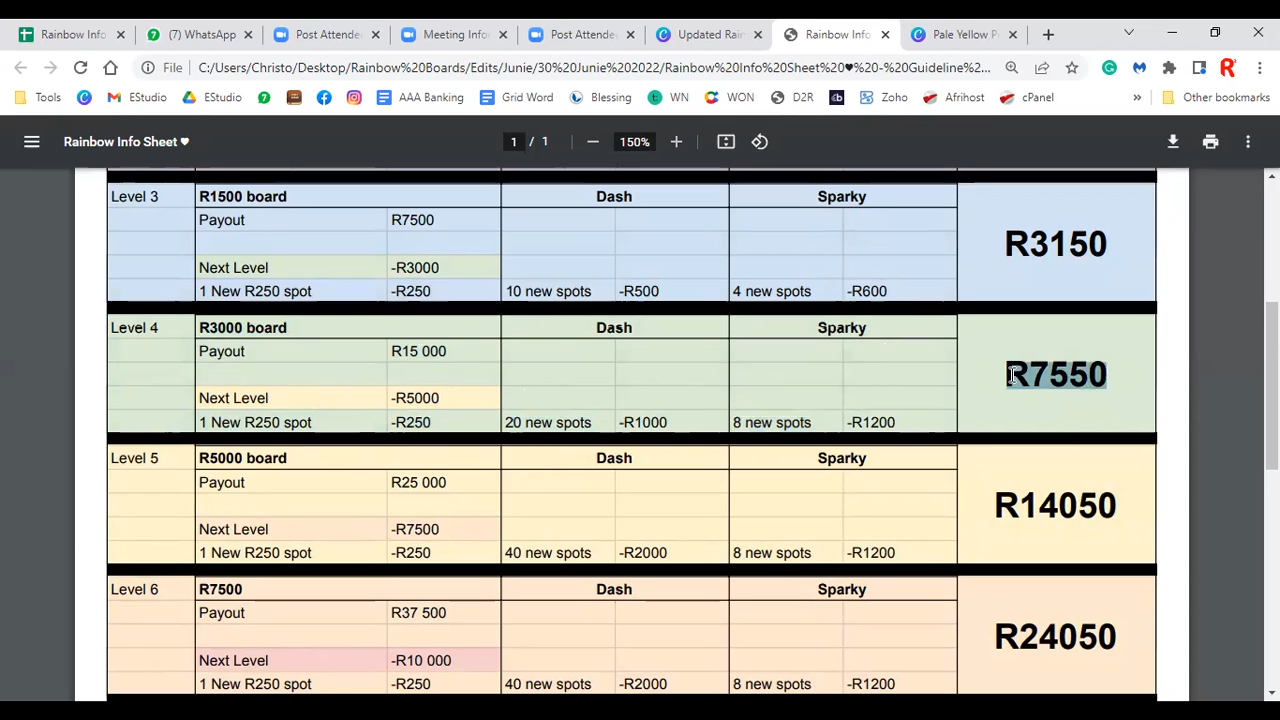 Rainbow Info
(7) WhatsApp
Post Attende
Meeting Info
Post Attende
Updated Rai
Rainbow Info
Pale Yellow P
File C:/Users/Christo/Desktop/Rainbow%20Boards/Edits/Junie/30%20Junie%202022/Rainbow%20Info%20Sheet%20♥%20-%20Guideline%2...
Tools EStudio EStudio AAA Banking Grid Word Blessing WN WON D2R Zoho Afrihost cPanel » Other bookmarks
Rainbow Info Sheet ♥ 1 / 1 − 150% +
Level 3 R1500 board Dash Sparky
Payout R7500
R3150
Next Level -R3000
1 New R250 spot -R250 10 new spots -R500 4 new spots -R600
Level 4 R3000 board Dash Sparky
Payout R15 000
R7550
Next Level -R5000
1 New R250 spot -R250 20 new spots -R1000 8 new spots -R1200
Level 5 R5000 board Dash Sparky
Payout R25 000
R14050
Next Level -R7500
1 New R250 spot -R250 40 new spots -R2000 8 new spots -R1200
Level 6 R7500 Dash Sparky
Payout R37 500
R24050
Next Level -R10 000
1 New R250 spot -R250 40 new spots -R2000 8 new spots -R1200